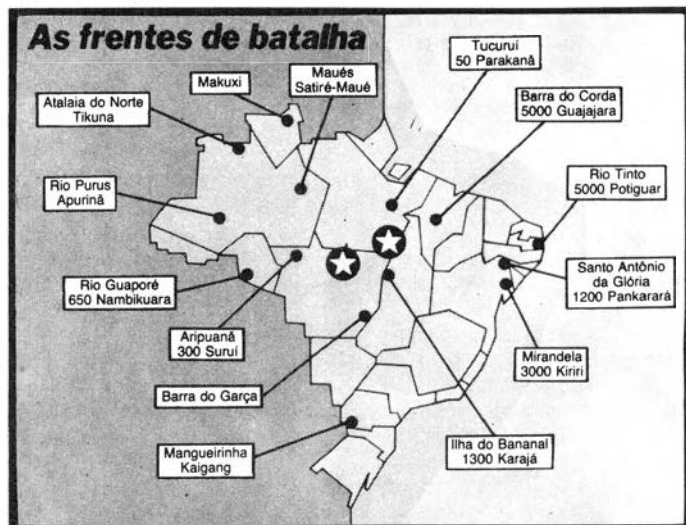 As frentes de batalha
Makuxi
Maués
Satiré-Maué
Tucuruí
50 Parakanã
Atalaia do Norte
Tikuna
Barra do Corda
5000 Guajajara
Rio Purus
Apurinã
Rio Tinto
5000 Potiguar
Rio Guaporé
650 Nambikuara
Santo Antônio
da Glória
1200 Pankarará
Aripuanã
300 Suruí
Mirandela
3000 Kiriri
Barra do Garça
Mangueirinha
Kaigang
Ilha do Bananal
1300 Karajá